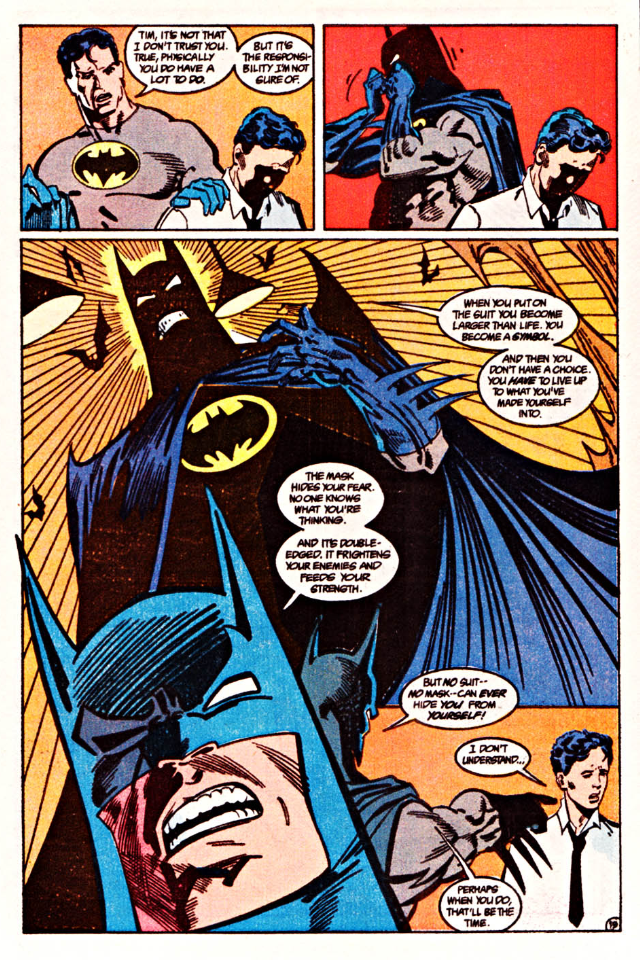 TIM, IT'S NOT THAT
I DON'T TRUST YOU.
TRUE, PHYSICALLY
YOU DO HAVE A
LOT TO DO.
BUT IT'S
THE RESPONSI-
BILITY I'M NOT
SURE OF.
WHEN YOU PUT ON
THE SUIT YOU BECOME
LARGER THAN LIFE. YOU
BECOME A SYMBOL.
AND THEN YOU
DON'T HAVE A CHOICE.
YOU HAVE TO LIVE UP
TO WHAT YOU'VE
MADE YOURSELF
INTO.
THE MASK
HIDES YOUR FEAR.
NO ONE KNOWS
WHAT YOU'RE
THINKING.
AND IT'S DOUBLE-
EDGED. IT FRIGHTENS
YOUR ENEMIES AND
FEEDS YOUR
STRENGTH.
BUT NO SUIT--
NO MASK--CAN EVER
HIDE YOU FROM
YOURSELF!
I DON'T
UNDERSTAND...
PERHAPS
WHEN YOU DO,
THAT'LL BE THE
TIME.
19